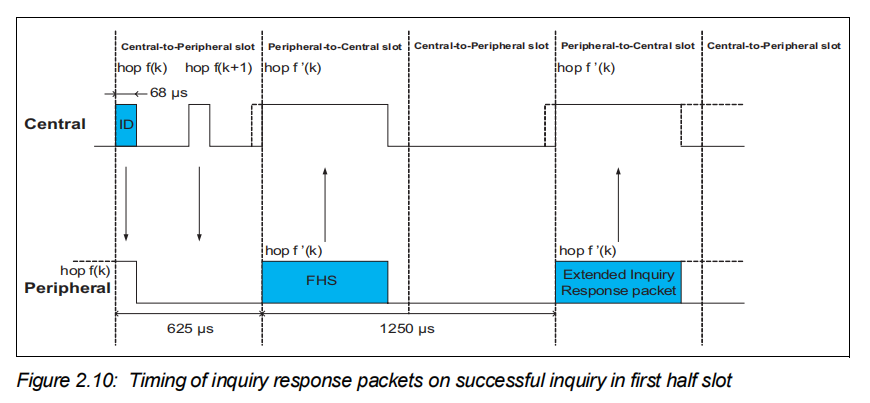 Central-to-Peripheral slot Peripheral-to-Central slot Central-to-Peripheral slot Peripheral-to-Central slot Central-to-Peripheral slot
hop f(k) hop f(k+1) hop f '(k) hop f '(k)
68 µs
Central
ID
hop f '(k) hop f '(k)
hop f(k)
Peripheral
FHS
Extended Inquiry
Response packet
625 µs 1250 µs
Figure 2.10: Timing of inquiry response packets on successful inquiry in first half slot